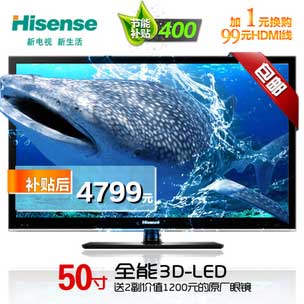 Hisense
新电视 新生活
节能补贴 400
加1元换购
99元HDMI线
包邮
补贴后 4799元
Hisense
50寸 全能3D-LED
送2副价值1200元的原厂眼镜